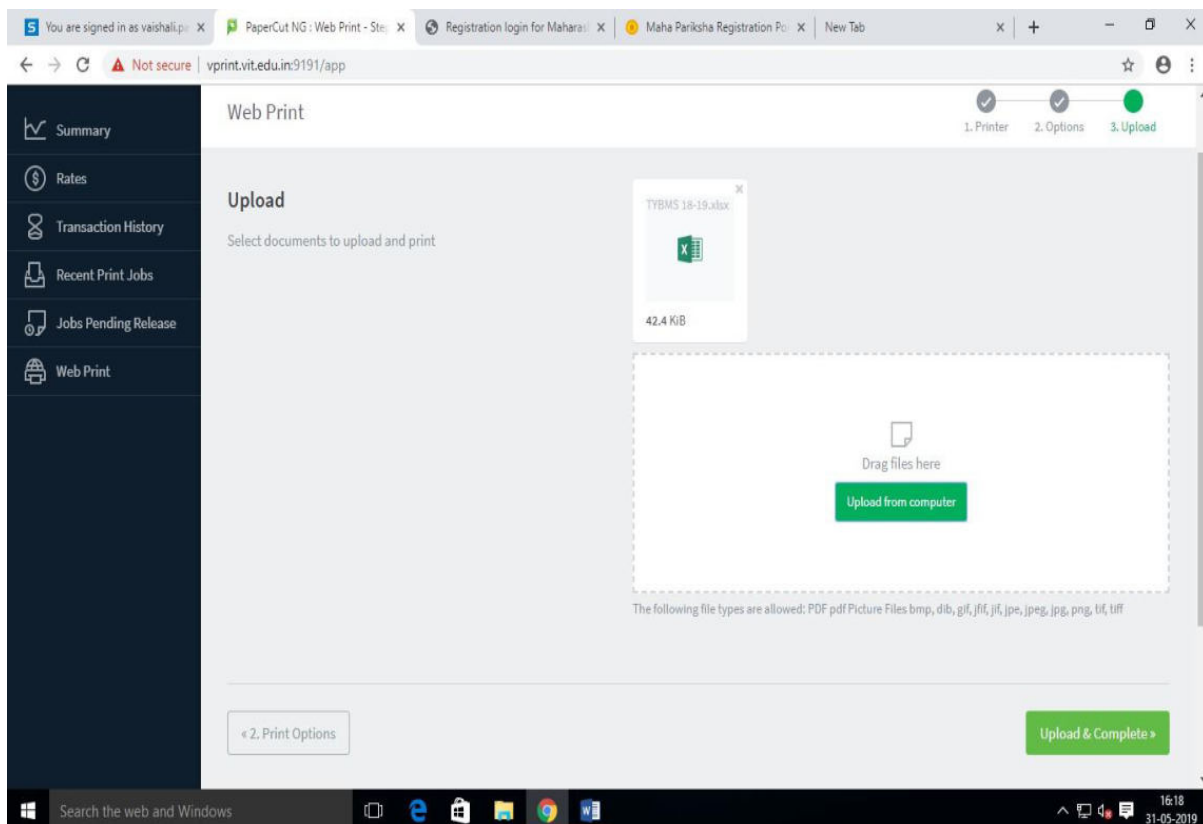 S You are signed in as vaishali.p
PaperCut NG : Web Print - Ste
Registration login for Maharas
Maha Pariksha Registration Po
New Tab
Not secure vprint.vit.edu.in:9191/app
Web Print
1. Printer 2. Options 3. Upload
Summary
Rates
Transaction History
Recent Print Jobs
Jobs Pending Release
Web Print
Upload
Select documents to upload and print
TYBMS 18-19.xlsx
42.4 KiB
Drag files here
Upload from computer
The following file types are allowed: PDF pdf Picture Files bmp, dib, gif, jfif, jif, jpe, jpeg, jpg, png, tif, tiff
« 2. Print Options
Upload & Complete »
Search the web and Windows
16:18
31-05-2019